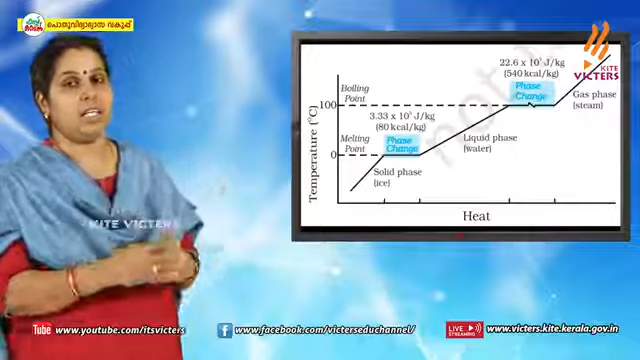 പൊതുവിദ്യാഭ്യാസ വകുപ്പ്
KITE
VICTERS
22.6 x 10⁵ J/kg
(540 kcal/kg)
Boiling
Point
Phase
Change
Gas phase
(steam)
100
3.33 x 10⁵ J/kg
(80 kcal/kg)
Temperature (°C)
Melting
Point
Phase
Change
Liquid phase
(water)
0
Solid phase
(ice)
Heat
KITE VICTERS
You Tube www.youtube.com/itsvicters
f www.facebook.com/victerseduchannel/
LIVE STREAMING www.victers.kite.kerala.gov.in